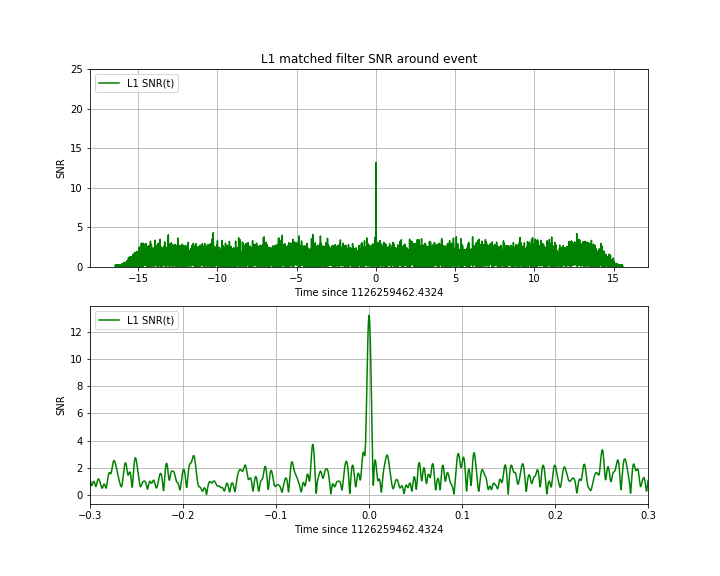 L1 matched filter SNR around event
25
20
15
10
5
0
SNR
L1 SNR(t)
−15 −10 −5 0 5 10 15
Time since 1126259462.4324
12
10
8
6
4
2
0
SNR
L1 SNR(t)
−0.3 −0.2 −0.1 0.0 0.1 0.2 0.3
Time since 1126259462.4324